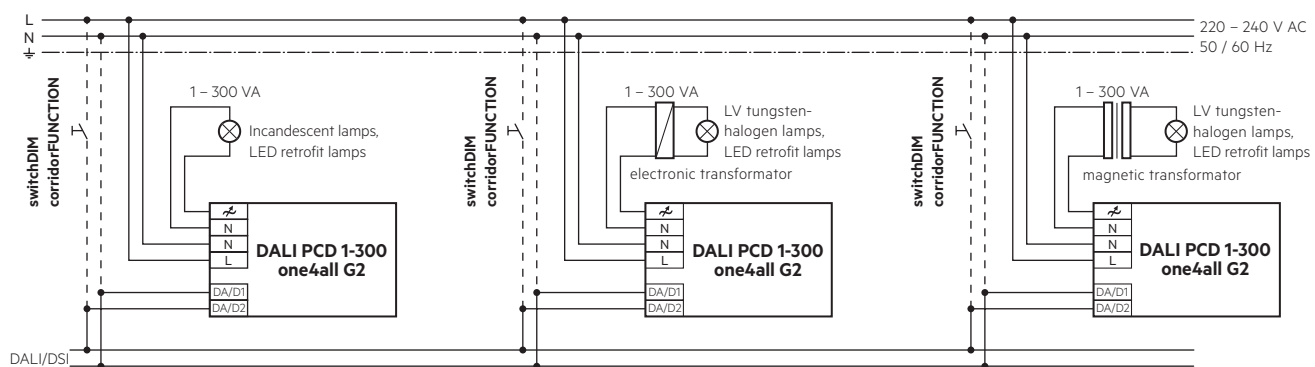 L
N
220 – 240 V AC
50 / 60 Hz
switchDIM
corridorFUNCTION
1 – 300 VA
Incandescent lamps,
LED retrofit lamps
N
N
L
DA/D1
DA/D2
DALI PCD 1-300
one4all G2
switchDIM
corridorFUNCTION
1 – 300 VA
LV tungsten-
halogen lamps,
LED retrofit lamps
electronic transformator
N
N
L
DA/D1
DA/D2
DALI PCD 1-300
one4all G2
switchDIM
corridorFUNCTION
1 – 300 VA
LV tungsten-
halogen lamps,
LED retrofit lamps
magnetic transformator
N
N
L
DA/D1
DA/D2
DALI PCD 1-300
one4all G2
DALI/DSI